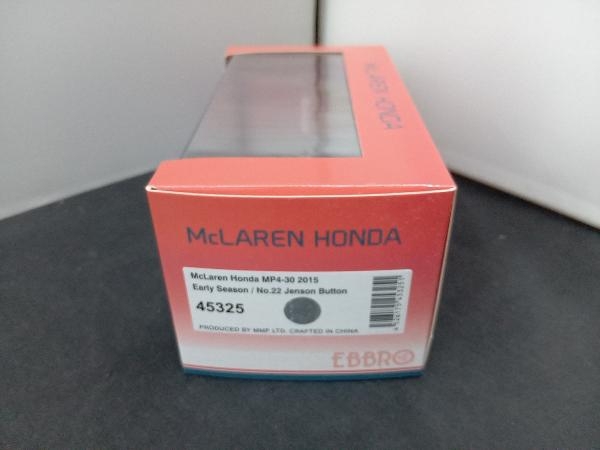 McLAREN HONDA
McLAREN HONDA
McLaren Honda MP4-30 2015
Early Season / No.22 Jenson Button
45325
PRODUCED BY MMP LTD. CRAFTED IN CHINA
EBBRO